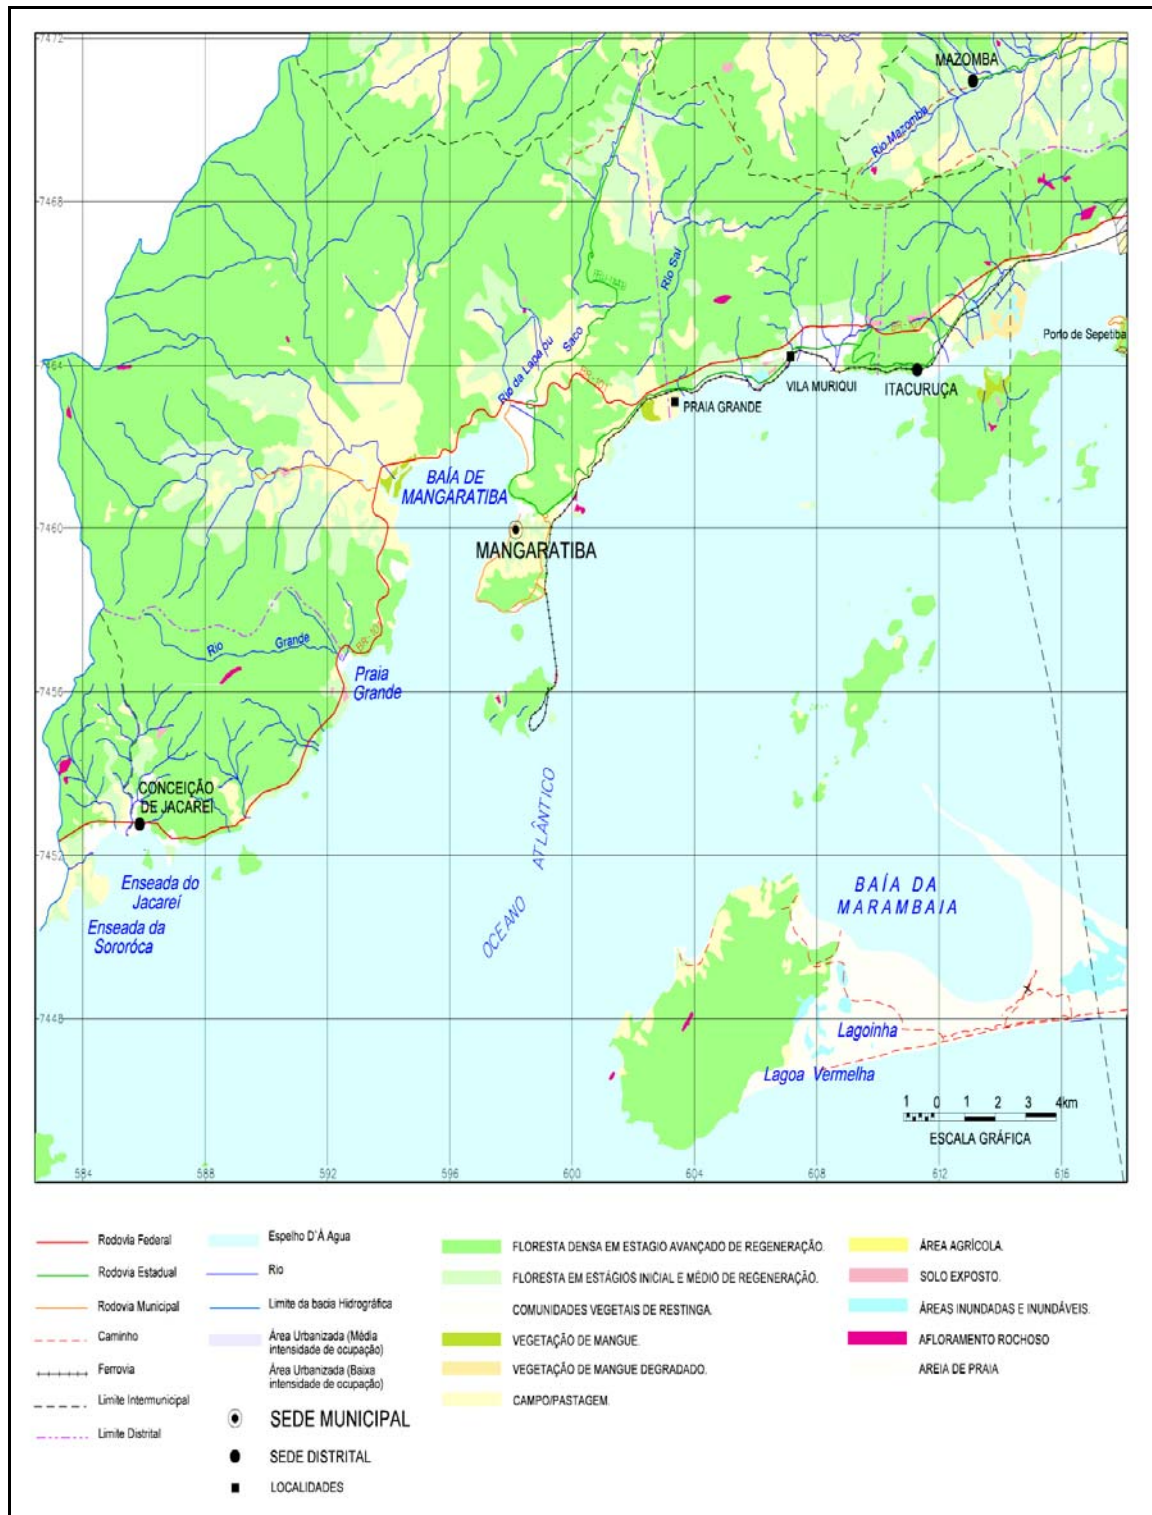 7472
MAZOMBA
Rio Mazomba
7468
Rio Saí
Saco
Rio da Lapa ou
7464
Porto de Sepetiba
VILA MURIQUI
ITACURUÇA
PRAIA GRANDE
BAÍA DE
MANGARATIBA
7460
MANGARATIBA
Rio Grande
Praia
Grande
7456
CONCEIÇÃO
DE JACAREÍ
OCEANO ATLÂNTICO
7452
Enseada do
Jacareí
BAÍA DA
MARAMBAIA
Enseada da
Sororóca
7448
Lagoinha
Lagoa Vermelha
1 0 1 2 3 4km
ESCALA GRÁFICA
584 588 592 596 600 604 608 612 616
Rodovia Federal
Rodovia Estadual
Rodovia Municipal
Caminho
Ferrovia
Limite Intermunicipal
Limite Distrital
Espelho D`À Agua
Rio
Limite da bacia Hidrográfica
Área Urbanizada (Média
intensidade de ocupação)
Área Urbanizada (Baixa
intensidade de ocupação)
SEDE MUNICIPAL
SEDE DISTRITAL
LOCALIDADES
FLORESTA DENSA EM ESTAGIO AVANÇADO DE REGENERAÇÃO.
FLORESTA EM ESTÁGIOS INICIAL E MÉDIO DE REGENERAÇÃO.
COMUNIDADES VEGETAIS DE RESTINGA.
VEGETAÇÃO DE MANGUE.
VEGETAÇÃO DE MANGUE DEGRADADO.
CAMPO/PASTAGEM.
ÁREA AGRÍCOLA.
SOLO EXPOSTO.
ÁREAS INUNDADAS E INUNDÁVEIS.
AFLORAMENTO ROCHOSO
AREIA DE PRAIA